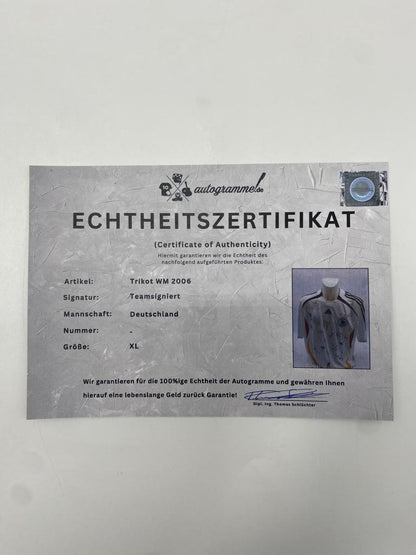 autogramme.de
ECHTHEITSZERTIFIKAT
(Certificate of Authenticity)
Hiermit garantieren wir die Echtheit des
nachfolgend aufgeführten Produktes:
Artikel: Trikot WM 2006
Signatur: Teamsigniert
Mannschaft: Deutschland
Nummer: -
Größe: XL
Wir garantieren für die 100%ige Echtheit der Autogramme und gewähren Ihnen
hierauf eine lebenslange Geld zurück Garantie!
Dipl. Ing. Thomas Schlüchter